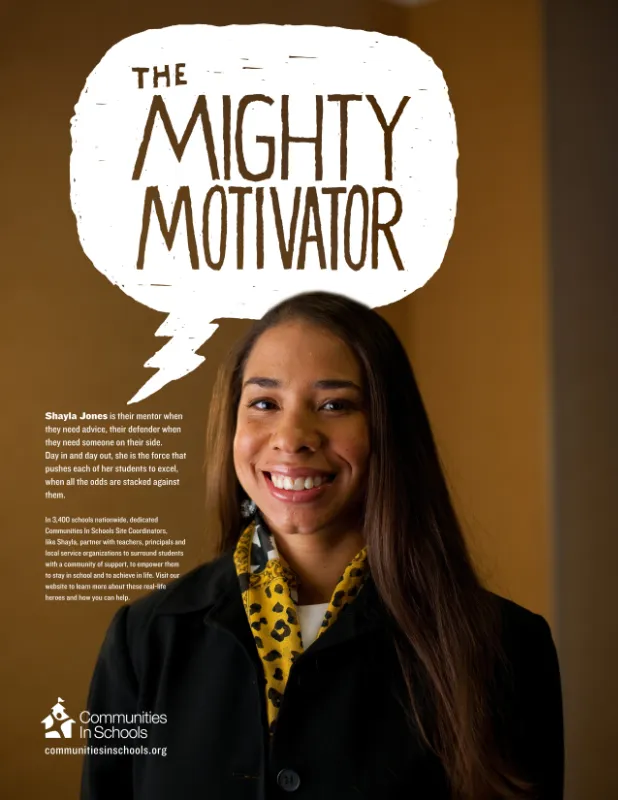 THE
MIGHTY
MOTIVATOR
Shayla Jones is their mentor when
they need advice, their defender when
they need someone on their side.
Day in and day out, she is the force that
pushes each of her students to excel,
when all the odds are stacked against
them.
In 3,400 schools nationwide, dedicated
Communities In Schools Site Coordinators,
like Shayla, partner with teachers, principals and
local service organizations to surround students
with a community of support, to empower them
to stay in school and to achieve in life. Visit our
website to learn more about these real-life
heroes and how you can help.
Communities
In Schools
communitiesinschools.org